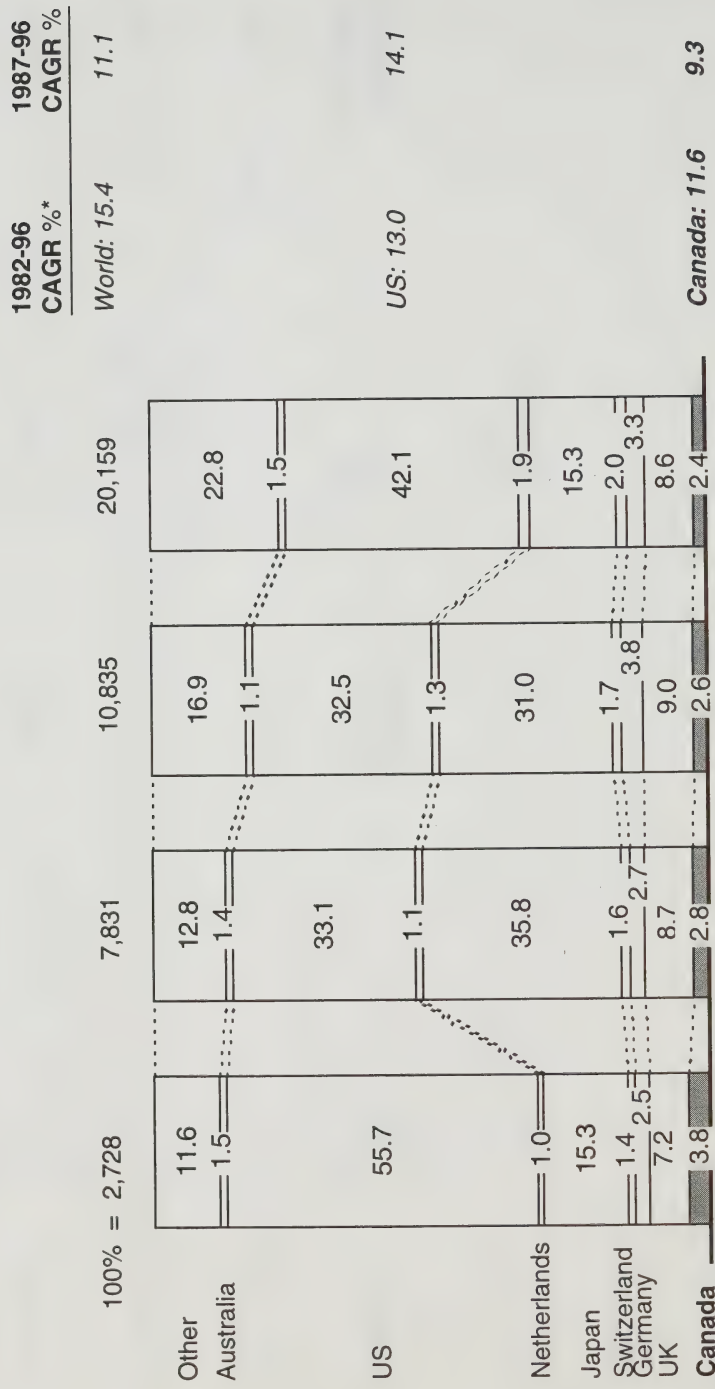 1982-96 1987-96
CAGR %* CAGR %
World: 15.4 11.1
US: 13.0 14.1
Canada: 11.6 9.3
100% = 2,728 7,831 10,835 20,159
Other 11.6 12.8 16.9 22.8
Australia 1.5 1.4 1.1 1.5
US 55.7 33.1 32.5 42.1
Netherlands 1.0 1.1 1.3 1.9
Japan 15.3 35.8 31.0 15.3
Switzerland 1.4 1.6 1.7 2.0
Germany 2.5 2.7 3.8 3.3
UK 7.2 8.7 9.0 8.6
Canada 3.8 2.8 2.6 2.4